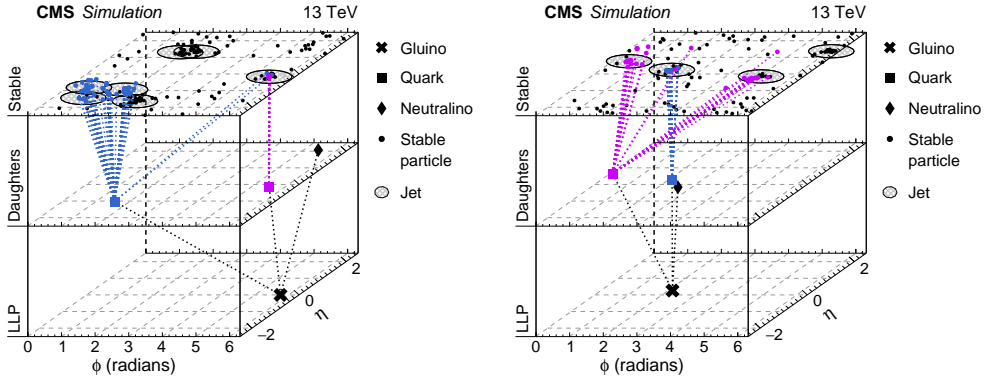 CMS Simulation 13 TeV
Stable
Daughters
LLP
0 1 2 3 4 5 6
ϕ (radians)
−2
0
2
η
Gluino
Quark
Neutralino
Stable
particle
Jet
CMS Simulation 13 TeV
Stable
Daughters
LLP
0 1 2 3 4 5 6
ϕ (radians)
−2
0
2
η
Gluino
Quark
Neutralino
Stable
particle
Jet